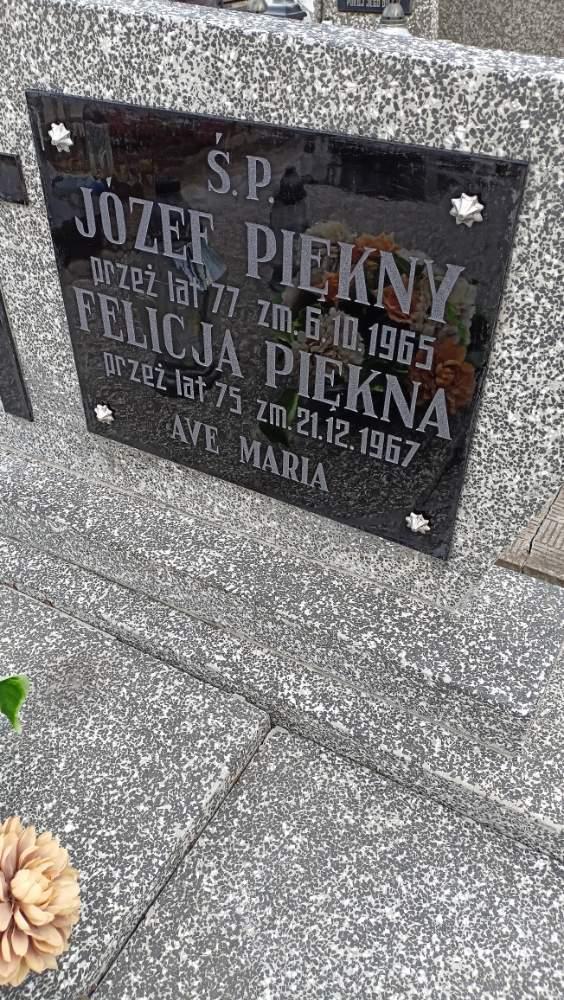 Ś.P.
JÓZEF PIĘKNY
przeż lat 77 zm. 6.10.1965
FELICJA PIĘKNA
przeż lat 75 zm. 21.12.1967
AVE MARIA